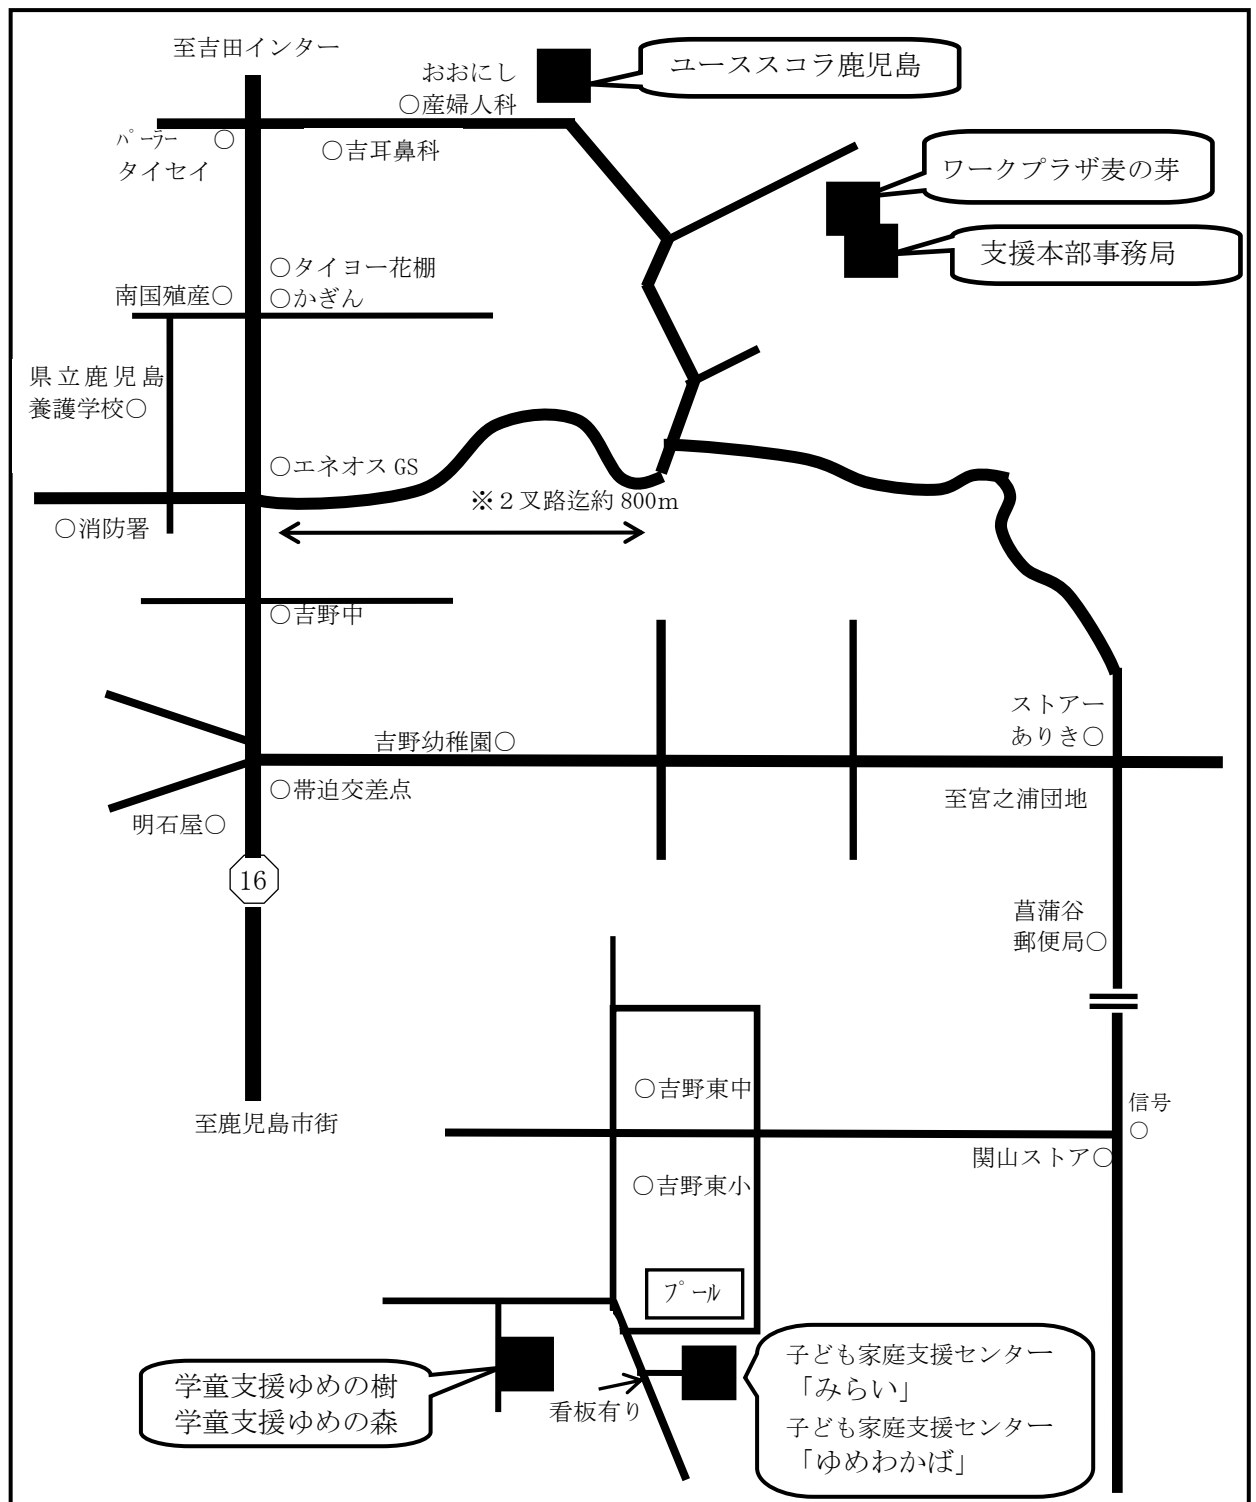 至吉田インター
おおにし
○産婦人科
ユーススコラ鹿児島
パーラー ○
タイセイ
○吉耳鼻科
ワークプラザ麦の芽
支援本部事務局
○タイヨー花棚
南国殖産○
○かぎん
県立鹿児島
養護学校○
○エネオス GS
※２叉路迄約 800m
○消防署
○吉野中
ストアー
ありき○
吉野幼稚園○
○帯迫交差点
至宮之浦団地
明石屋○
16
菖蒲谷
郵便局○
○吉野東中
信号
○
至鹿児島市街
関山ストア○
○吉野東小
プール
学童支援ゆめの樹
学童支援ゆめの森
看板有り
子ども家庭支援センター
「みらい」
子ども家庭支援センター
「ゆめわかば」